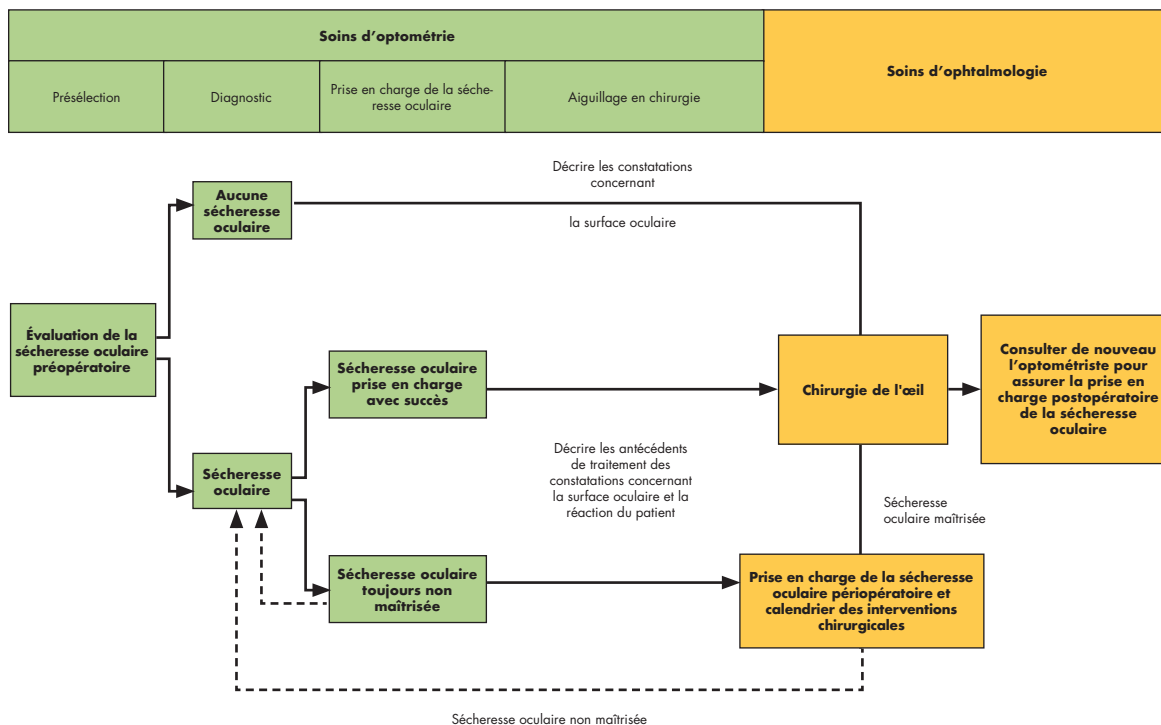 Soins d'optométrie
Soins d'ophtalmologie
Présélection
Diagnostic
Prise en charge de la séche-
resse oculaire
Aiguillage en chirurgie
Décrire les constatations
concernant
la surface oculaire
Aucune
sécheresse
oculaire
Évaluation de la
sécheresse oculaire
préopératoire
Sécheresse oculaire
prise en charge
avec succès
Chirurgie de l'œil
Consulter de nouveau
l'optométriste pour
assurer la prise en
charge postopératoire
de la sécheresse
oculaire
Sécheresse
oculaire
Décrire les antécédents
de traitement des
constatations concernant
la surface oculaire et la
réaction du patient
Sécheresse
oculaire maîtrisée
Sécheresse oculaire
toujours non
maîtrisée
Prise en charge de la sécheresse
oculaire périopératoire et
calendrier des interventions
chirurgicales
Sécheresse oculaire non maîtrisée